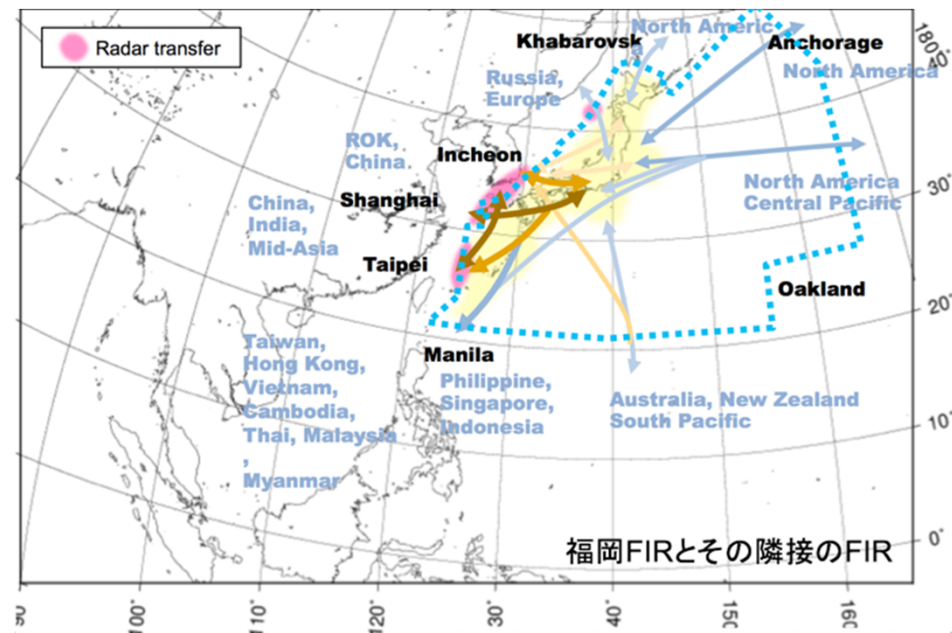 Radar transfer
Khabarovsk
North Americ
a
Anchorage
North America
Russia,
Europe
180°
40°
ROK,
China
Incheon
Shanghai
China,
India,
Mid-Asia
Taipei
North America
Central Pacific
30°
Oakland
20°
Manila
Taiwan,
Hong Kong,
Vietnam,
Cambodia,
Thai, Malaysia
,
Myanmar
Philippine,
Singapore,
Indonesia
Australia, New Zealand
South Pacific
10°
0°
福岡FIRとその隣接のFIR
90°
100°
110°
120°
130°
140°
150°
160°